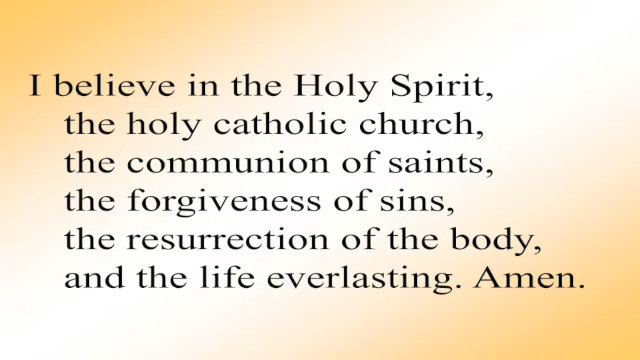 I believe in the Holy Spirit,
the holy catholic church,
the communion of saints,
the forgiveness of sins,
the resurrection of the body,
and the life everlasting. Amen.